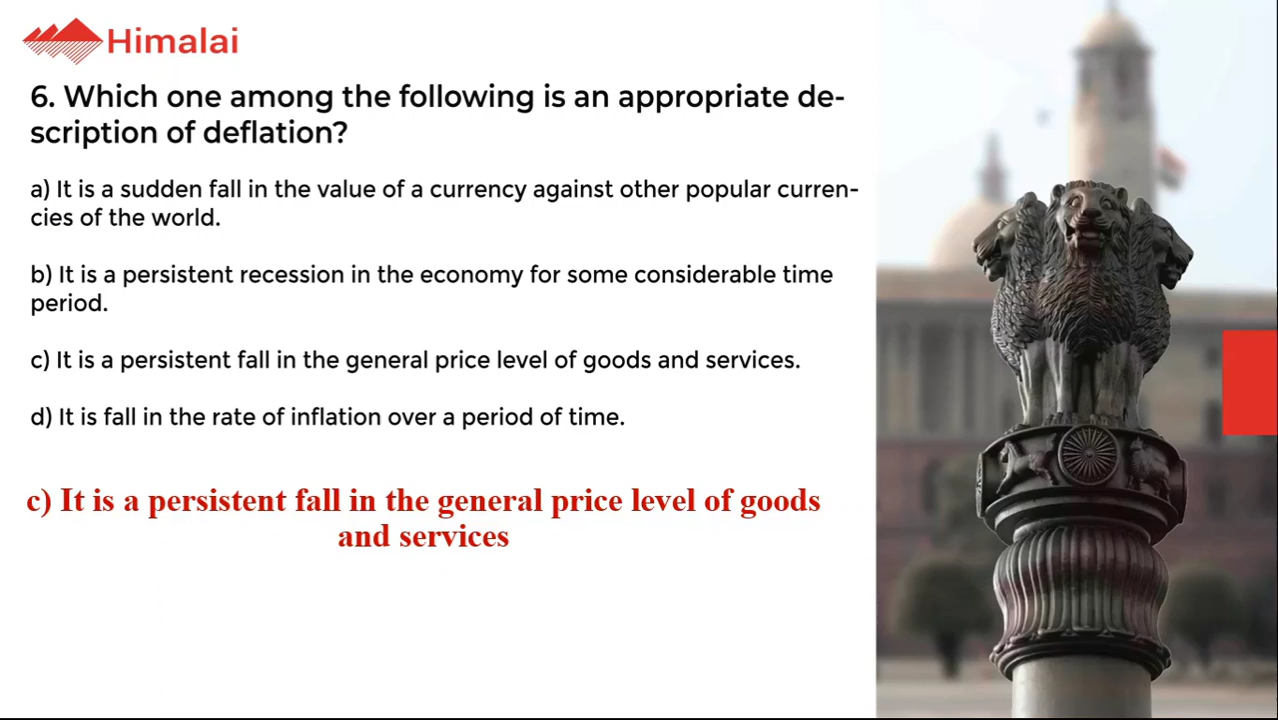 Himalai
6. Which one among the following is an appropriate de-
scription of deflation?
a) It is a sudden fall in the value of a currency against other popular curren-
cies of the world.
b) It is a persistent recession in the economy for some considerable time
period.
c) It is a persistent fall in the general price level of goods and services.
d) It is fall in the rate of inflation over a period of time.
c) It is a persistent fall in the general price level of goods
and services